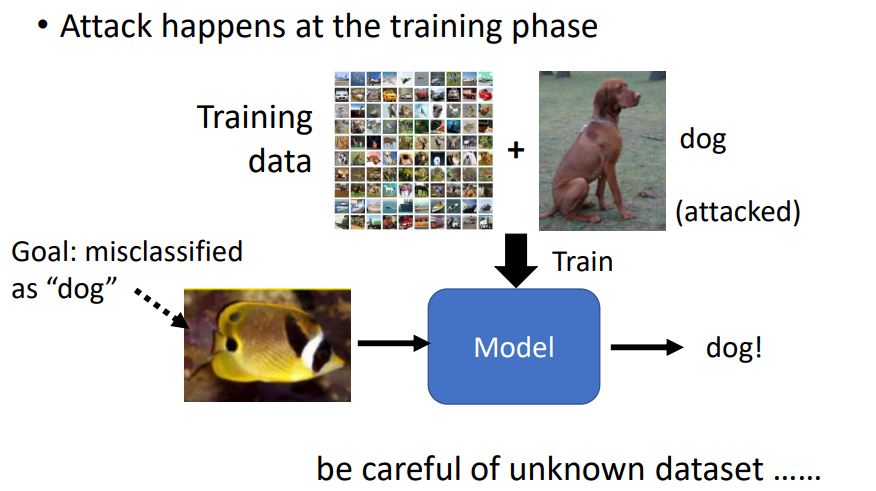 • Attack happens at the training phase
Training
data
+
dog
(attacked)
Train
Goal: misclassified
as “dog”
Model
dog!
be careful of unknown dataset ……